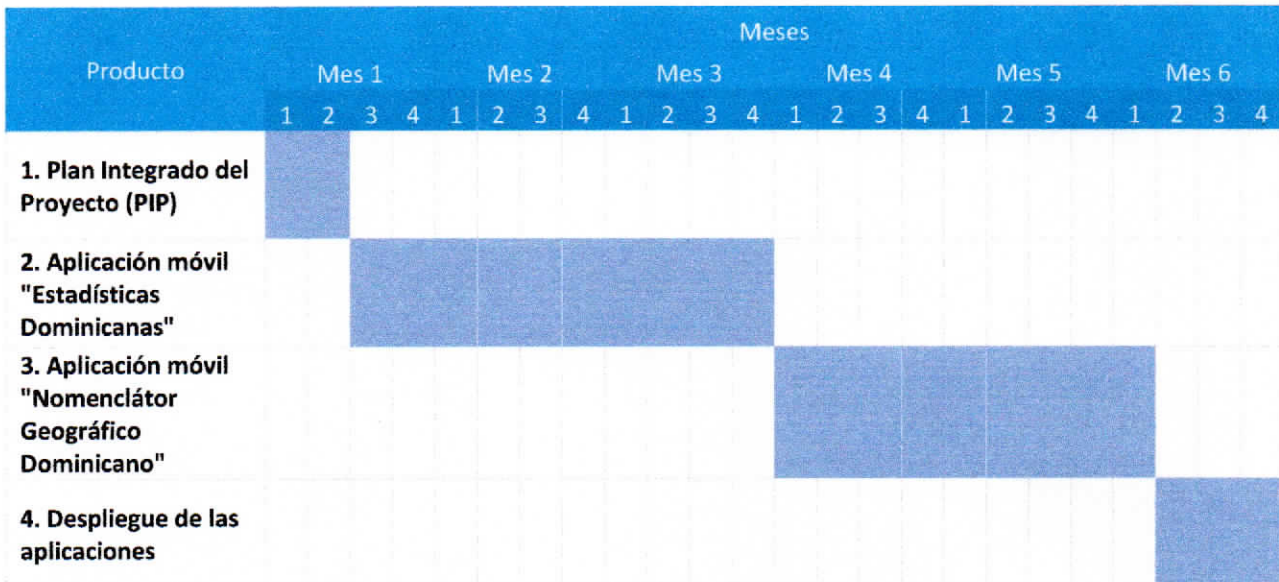 Meses
Producto Mes 1 Mes 2 Mes 3 Mes 4 Mes 5 Mes 6
1 2 3 4 1 2 3 4 1 2 3 4 1 2 3 4 1 2 3 4 1 2 3 4
1. Plan Integrado del
Proyecto (PIP)
2. Aplicación móvil
"Estadísticas
Dominicanas"
3. Aplicación móvil
"Nomenclátor
Geográfico
Dominicano"
4. Despliegue de las
aplicaciones